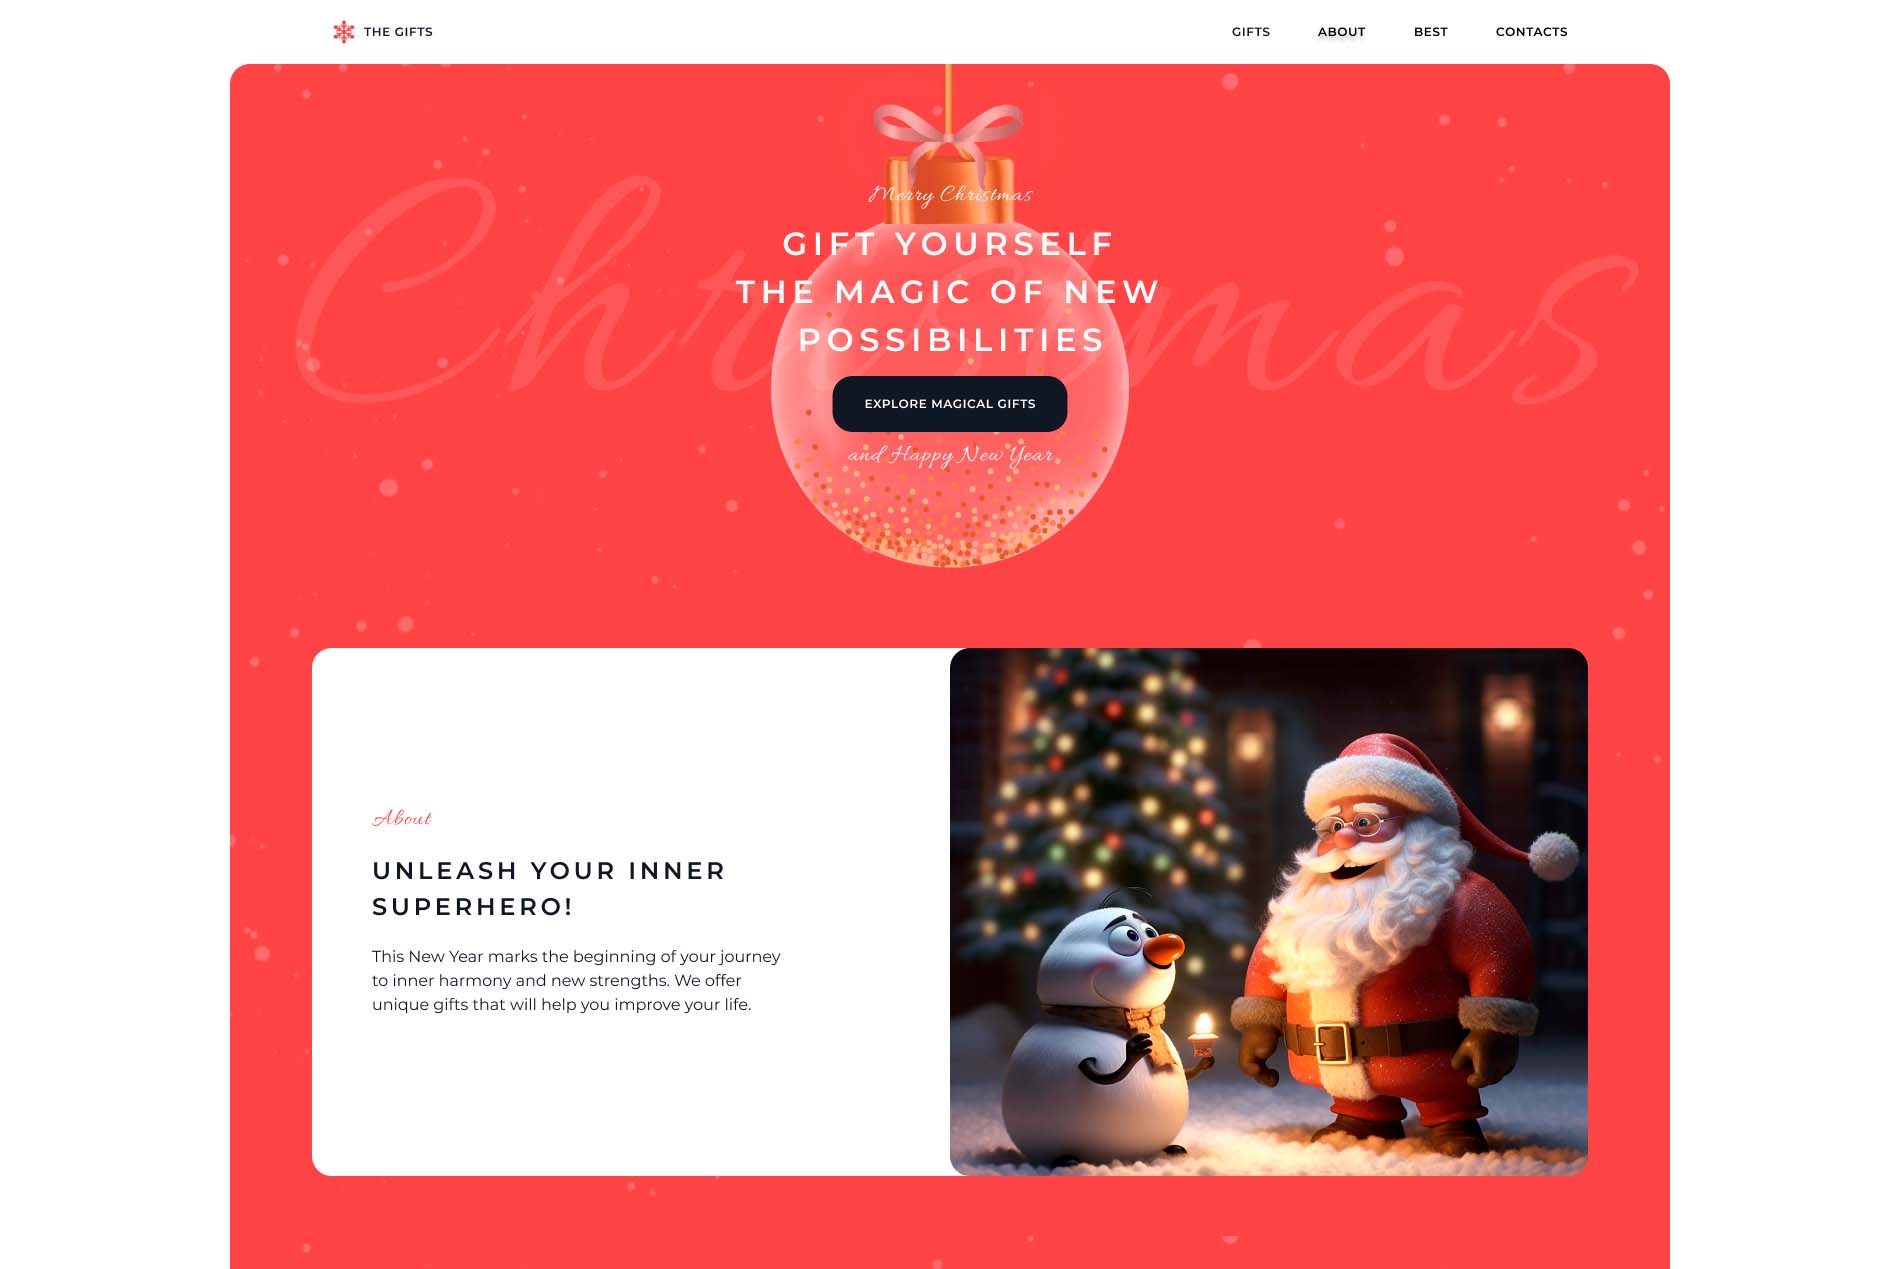 THE GIFTS
GIFTS
ABOUT
BEST
CONTACTS
Christmas
Merry Christmas
GIFT YOURSELF
THE MAGIC OF NEW
POSSIBILITIES
EXPLORE MAGICAL GIFTS
and Happy New Year
About
UNLEASH YOUR INNER
SUPERHERO!
This New Year marks the beginning of your journey
to inner harmony and new strengths. We offer
unique gifts that will help you improve your life.